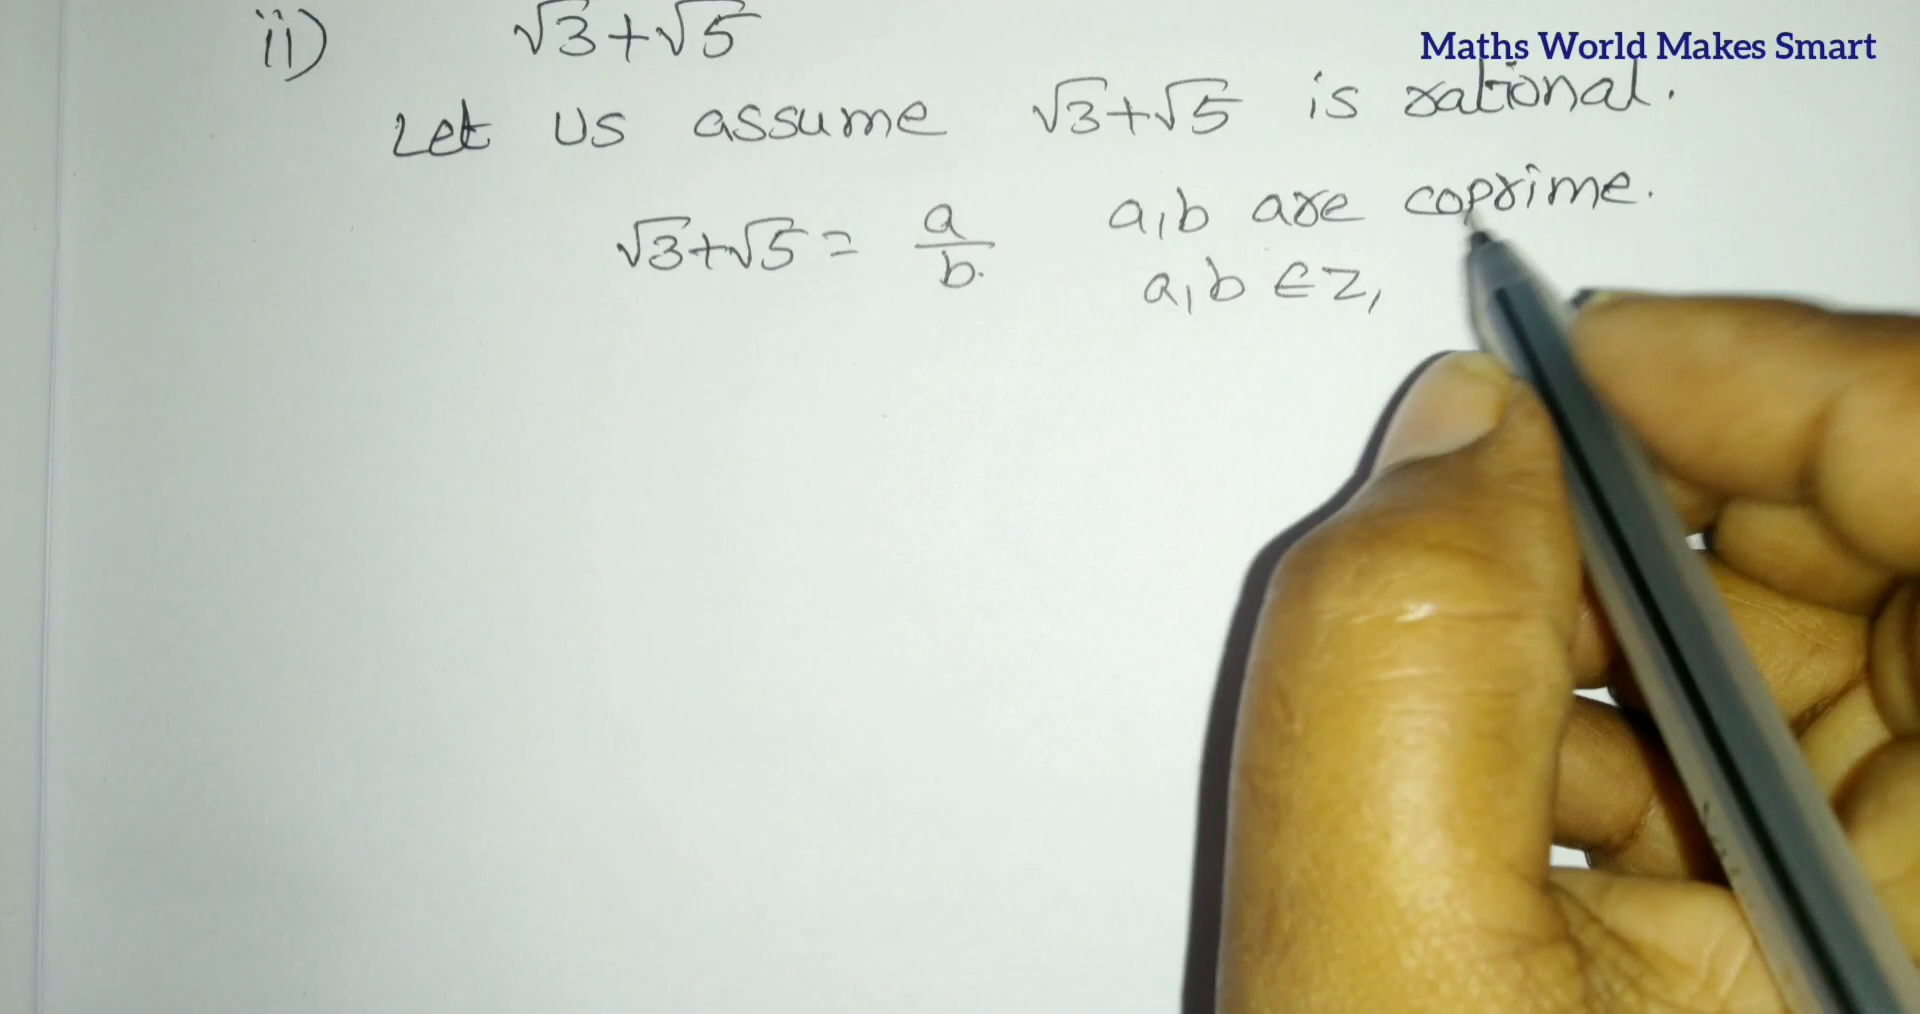 ii) √3+√5
Maths World Makes Smart
Let us assume √3+√5 is rational.
√3+√5 = a/b a,b are coprime.
a,b ∈ Z,